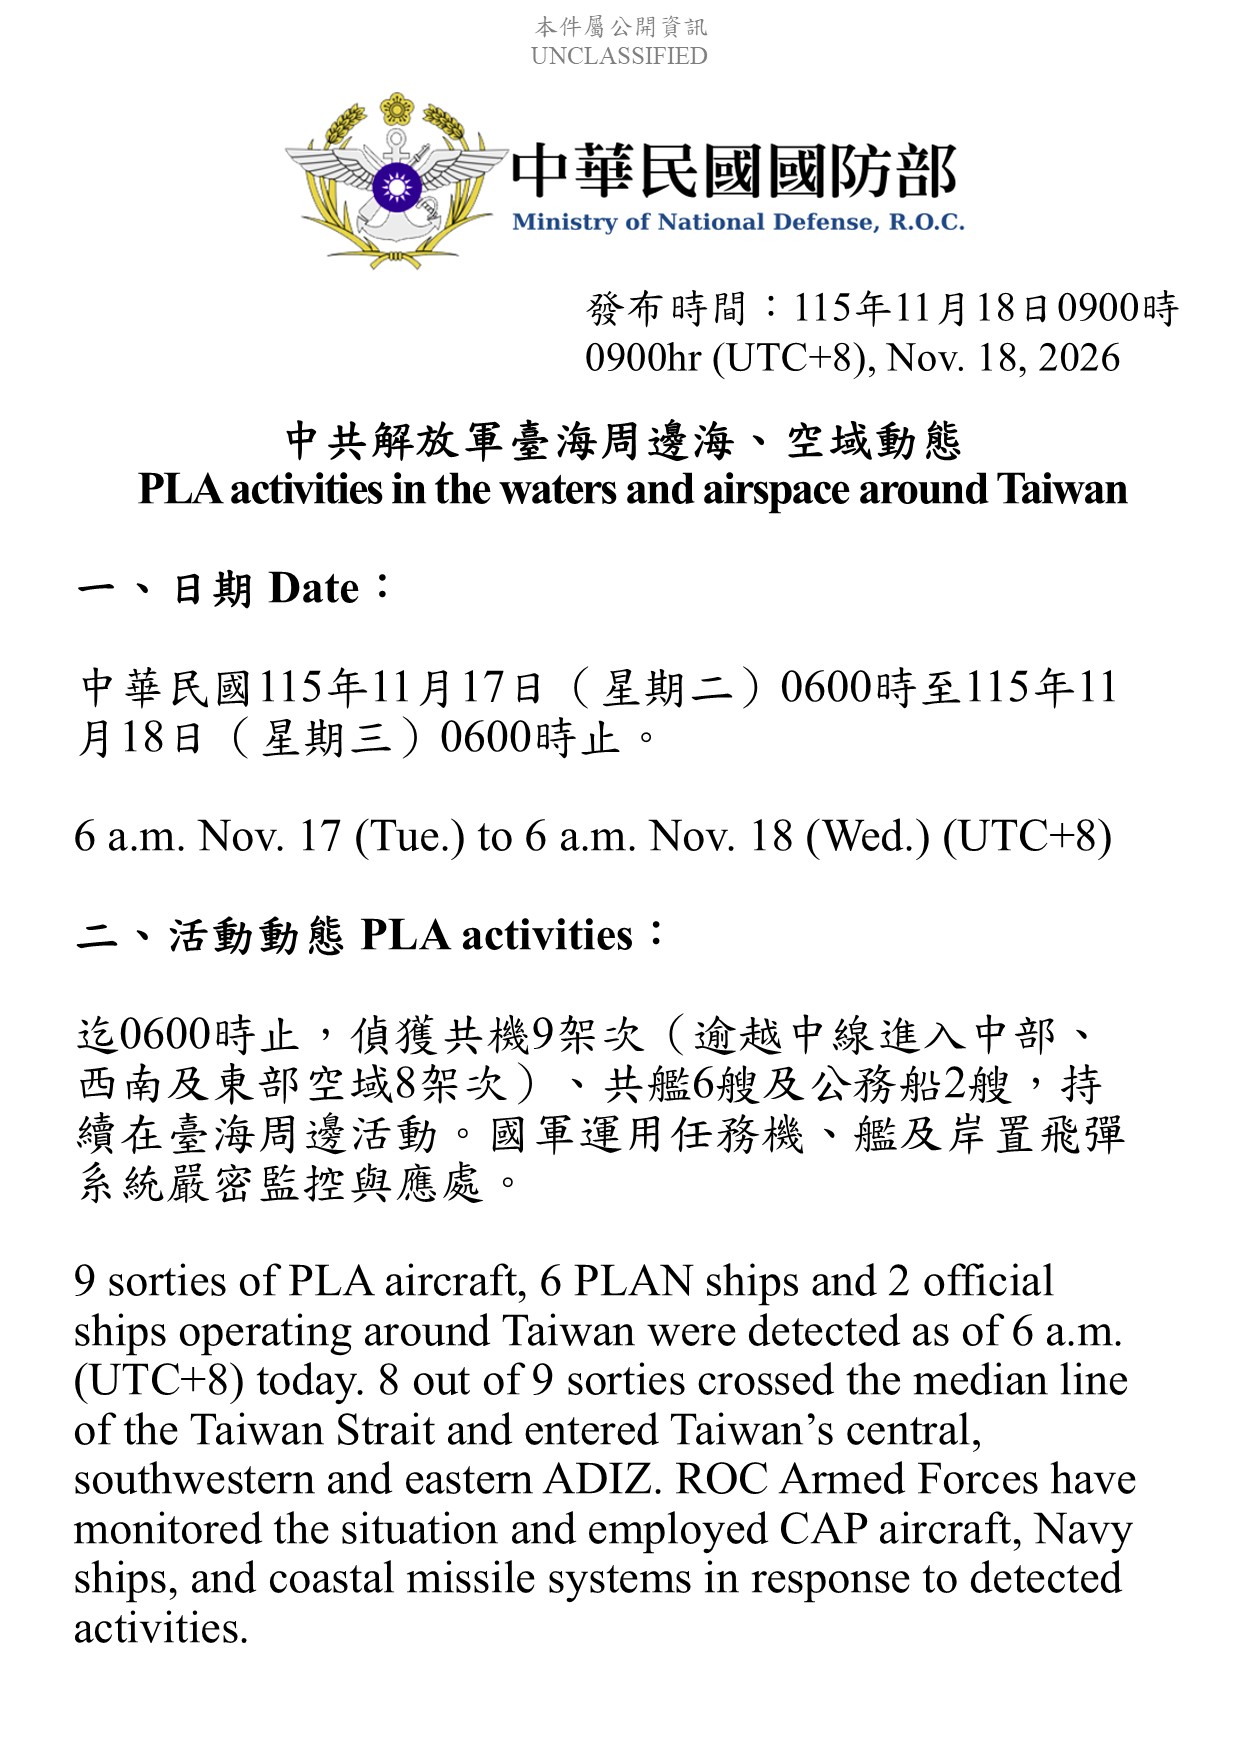 本件屬公開資訊
UNCLASSIFIED
中華民國國防部
Ministry of National Defense, R.O.C.
發布時間：115年11月18日0900時
0900hr (UTC+8), Nov. 18, 2026
中共解放軍臺海周邊海、空域動態
PLA activities in the waters and airspace around Taiwan
一、日期 Date：
中華民國115年11月17日（星期二）0600時至115年11
月18日（星期三）0600時止。
6 a.m. Nov. 17 (Tue.) to 6 a.m. Nov. 18 (Wed.) (UTC+8)
二、活動動態 PLA activities：
迄0600時止，偵獲共機9架次（逾越中線進入中部、
西南及東部空域8架次）、共艦6艘及公務船2艘，持
續在臺海周邊活動。國軍運用任務機、艦及岸置飛彈
系統嚴密監控與應處。
9 sorties of PLA aircraft, 6 PLAN ships and 2 official
ships operating around Taiwan were detected as of 6 a.m.
(UTC+8) today. 8 out of 9 sorties crossed the median line
of the Taiwan Strait and entered Taiwan’s central,
southwestern and eastern ADIZ. ROC Armed Forces have
monitored the situation and employed CAP aircraft, Navy
ships, and coastal missile systems in response to detected
activities.